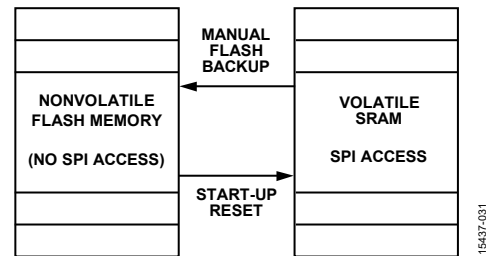 MANUAL
FLASH
BACKUP
NONVOLATILE
FLASH MEMORY
(NO SPI ACCESS)
VOLATILE
SRAM
SPI ACCESS
START-UP
RESET
15437-031